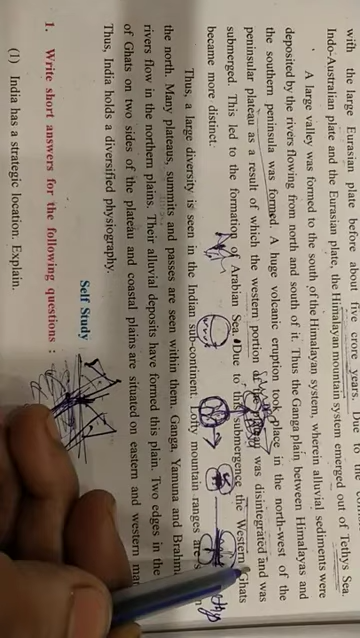 with the large Eurasian plate before about five crore years. Due to the
Indo-Australian plate and the Eurasian plate, the Himalayan mountain system emerged out of Tethys Sea.
A large valley was formed to the south of the Himalayan system, wherein alluvial sediments were
deposited by the rivers flowing from north and south of it. Thus the Ganga plain between Himalayas and
the southern peninsula was formed. A huge volcanic eruption took place in the north-west of the
peninsular plateau as a result of which the western portion of was disintegrated and was
submerged. This led to the formation of Arabian Sea. Due to the submergence the Western Ghats
became more distinct.
Thus, a large diversity is seen in the Indian sub-continent. Lofty mountain ranges are
the north. Many plateaus, summits and passes are seen within them. Ganga, Yamuna and Brahm
rivers flow in the northern plains. Their alluvial deposits have formed this plain. Two edges in the
of Ghats on two sides of the plateau and coastal plains are situated on eastern and western mar
Thus, India holds a diversified physiography.
Self Study
1. Write short answers for the following questions :
(1) India has a strategic location. Explain.